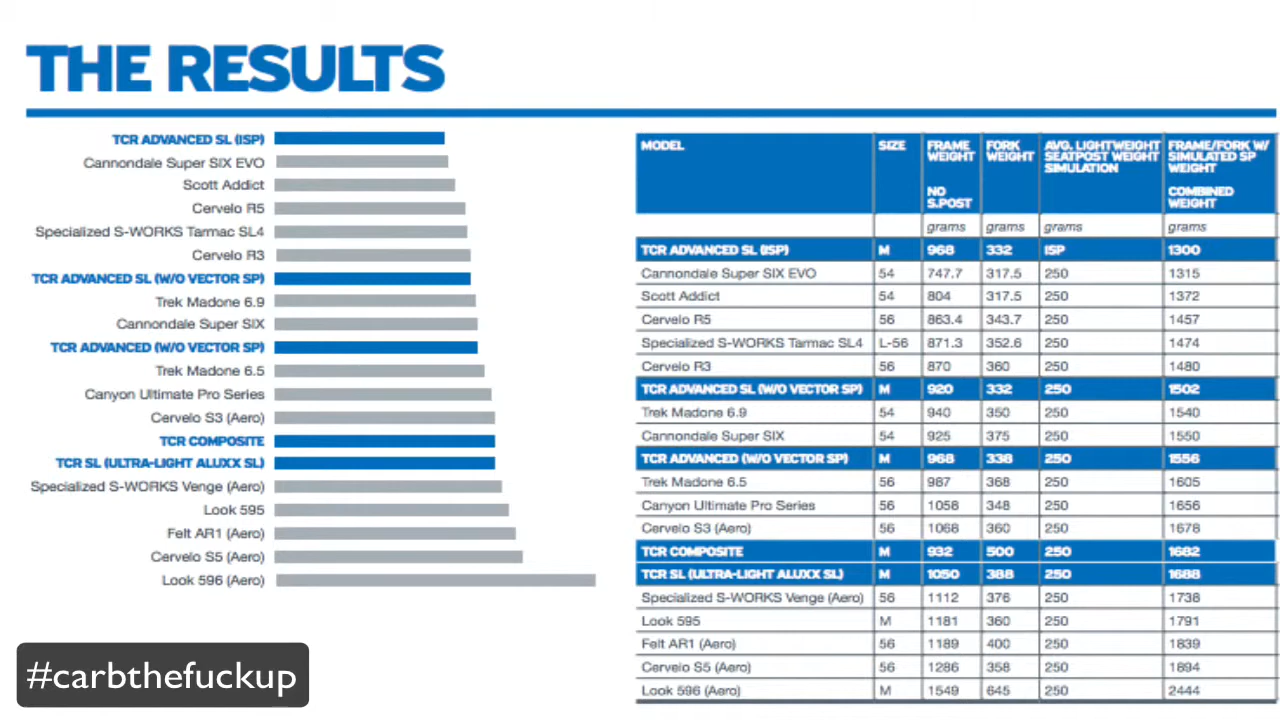 THE RESULTS
TCR ADVANCED SL (ISP)
Cannondale Super SIX EVO
Scott Addict
Cervelo R5
Specialized S-WORKS Tarmac SL4
Cervelo R3
TCR ADVANCED SL (W/O VECTOR SP)
Trek Madone 6.9
Cannondale Super SIX
TCR ADVANCED (W/O VECTOR SP)
Trek Madone 6.5
Canyon Ultimate Pro Series
Cervelo S3 (Aero)
TCR COMPOSITE
TCR SL (ULTRA-LIGHT ALUXX SL)
Specialized S-WORKS Venge (Aero)
Look 595
Felt AR1 (Aero)
Cervelo S5 (Aero)
Look 596 (Aero)
MODEL SIZE FRAME FORK AVG. LIGHTWEIGHT FRAME/FORK W/
WEIGHT WEIGHT SEATPOST WEIGHT SIMULATED SP
SIMULATION WEIGHT
NO COMBINED
S.POST WEIGHT
grams grams grams grams
TCR ADVANCED SL (ISP) M 968 332 ISP 1300
Cannondale Super SIX EVO 54 747.7 317.5 250 1315
Scott Addict 54 804 317.5 250 1372
Cervelo R5 56 863.4 343.7 250 1457
Specialized S-WORKS Tarmac SL4 L-56 871.3 352.6 250 1474
Cervelo R3 56 870 360 250 1480
TCR ADVANCED SL (W/O VECTOR SP) M 920 332 250 1502
Trek Madone 6.9 54 940 350 250 1540
Cannondale Super SIX 54 925 375 250 1550
TCR ADVANCED (W/O VECTOR SP) M 968 338 250 1556
Trek Madone 6.5 56 987 368 250 1605
Canyon Ultimate Pro Series 56 1058 348 250 1656
Cervelo S3 (Aero) 56 1068 360 250 1678
TCR COMPOSITE M 932 500 250 1682
TCR SL (ULTRA-LIGHT ALUXX SL) M 1050 388 250 1688
Specialized S-WORKS Venge (Aero) 56 1112 376 250 1738
Look 595 M 1181 360 250 1791
Felt AR1 (Aero) 56 1189 400 250 1839
Cervelo S5 (Aero) 56 1286 358 250 1894
Look 596 (Aero) M 1549 645 250 2444
#carbthefuckup